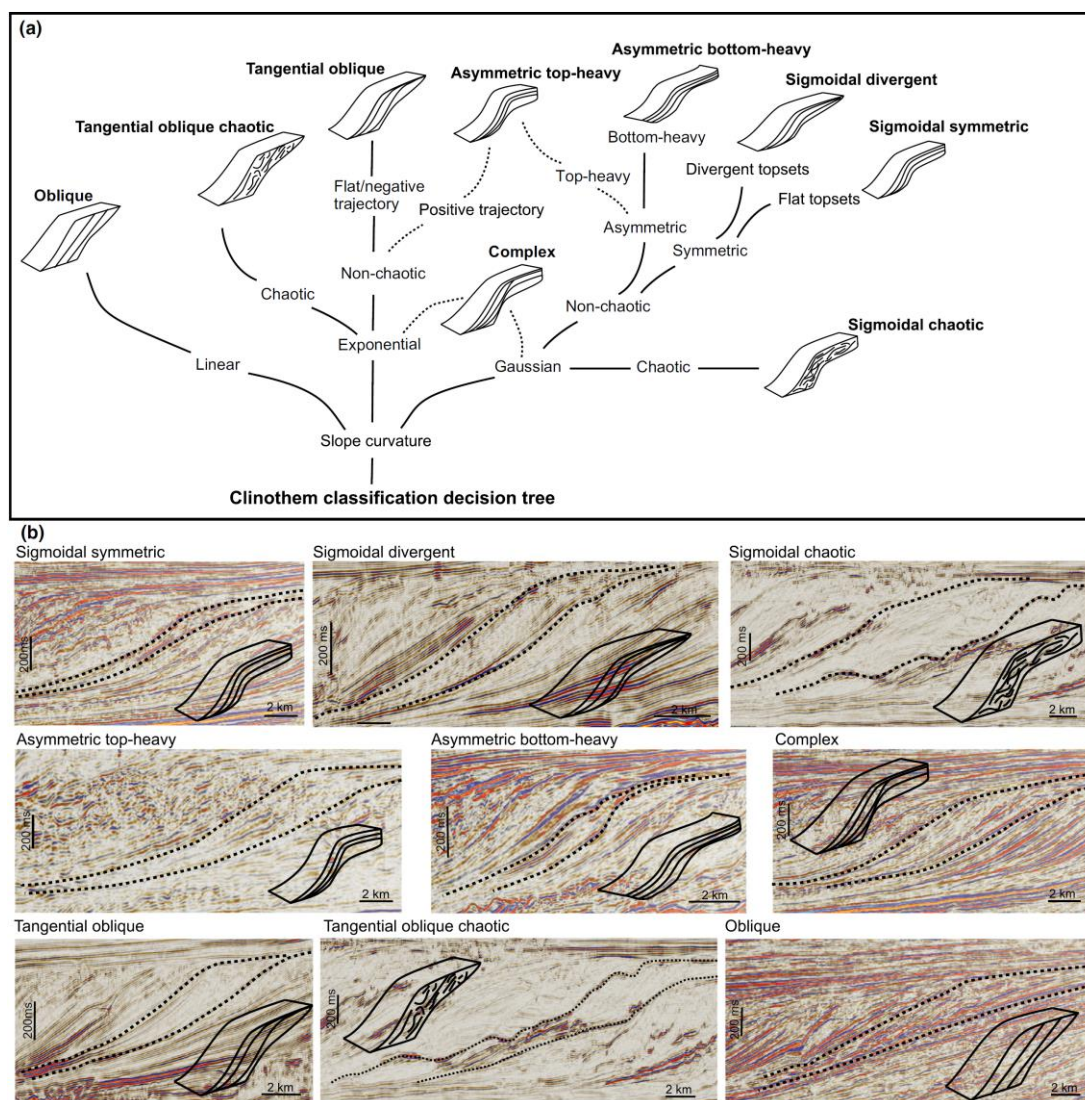 (a)
Asymmetric bottom-heavy
Tangential oblique
Asymmetric top-heavy
Sigmoidal divergent
Tangential oblique chaotic
Sigmoidal symmetric
Bottom-heavy
Divergent topsets
Top-heavy
Flat/negative
trajectory
Flat topsets
Oblique
Positive trajectory
Asymmetric
Symmetric
Complex
Non-chaotic
Chaotic
Non-chaotic
Sigmoidal chaotic
Exponential
Linear
Gaussian
Chaotic
Slope curvature
Clinothem classification decision tree
(b)
Sigmoidal symmetric
Sigmoidal divergent
Sigmoidal chaotic
200ms
200 ms
200 ms
2 km
2 km
2 km
Asymmetric top-heavy
Asymmetric bottom-heavy
Complex
200 ms
200 ms
200 ms
2 km
2 km
2 km
Tangential oblique
Tangential oblique chaotic
Oblique
200ms
200 ms
200 ms
2 km
2 km
2 km